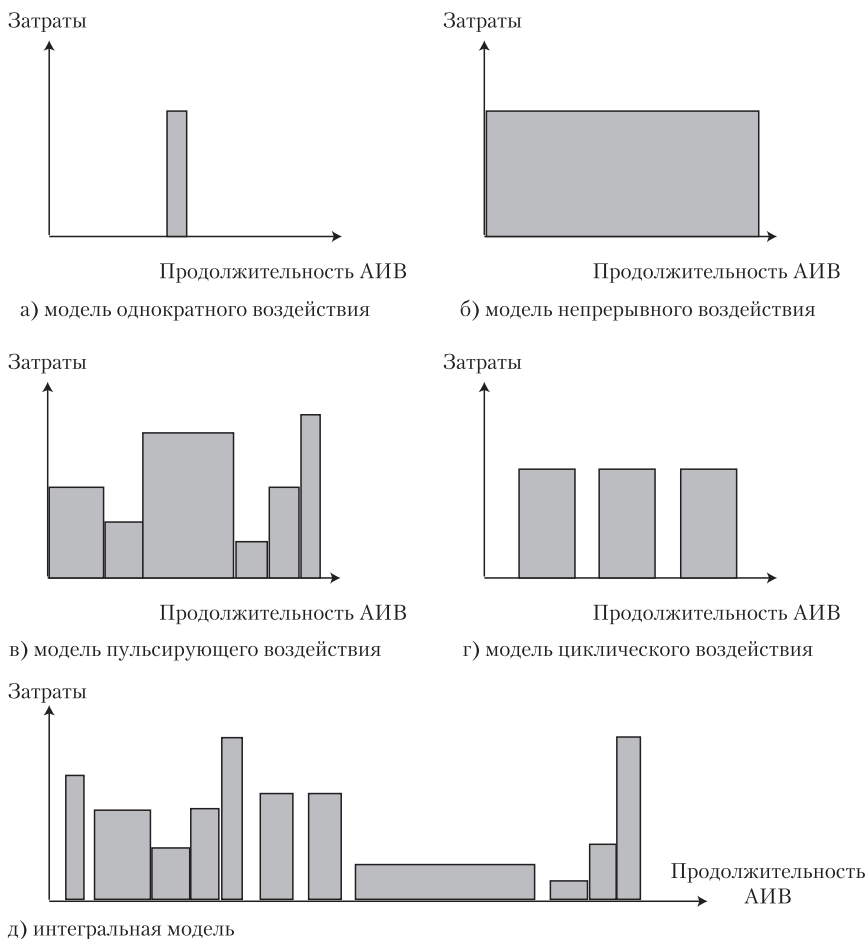 Затраты
Затраты
Продолжительность АИВ
Продолжительность АИВ
а) модель однократного воздействия
б) модель непрерывного воздействия
Затраты
Затраты
Продолжительность АИВ
Продолжительность АИВ
в) модель пульсирующего воздействия
г) модель циклического воздействия
Затраты
Продолжительность
АИВ
д) интегральная модель